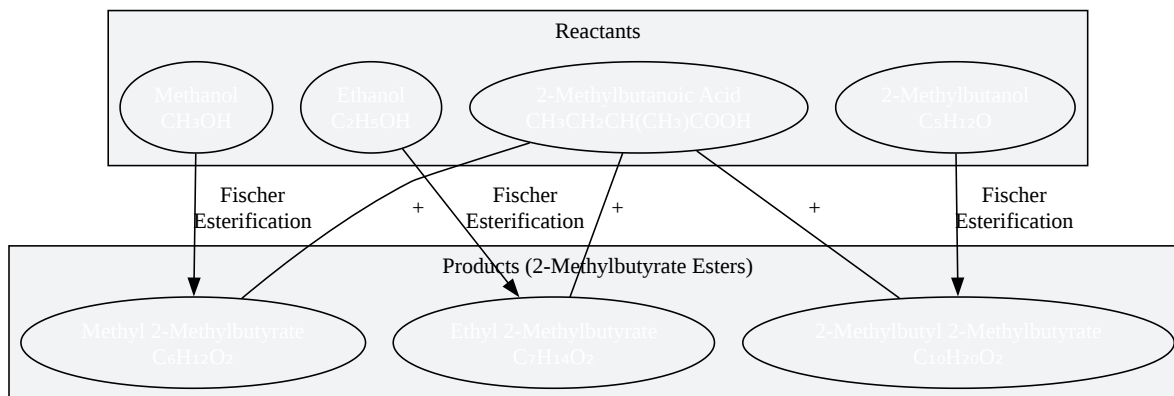 Reactants
Methanol
CH₃OH
Ethanol
C₂H₅OH
2-Methylbutanoic Acid
CH₃CH₂CH(CH₃)COOH
2-Methylbutanol
C₅H₁₂O
Fischer
Esterification
+
Fischer
Esterification
+
+
Fischer
Esterification
Products (2-Methylbutyrate Esters)
Methyl 2-Methylbutyrate
C₆H₁₂O₂
Ethyl 2-Methylbutyrate
C₇H₁₄O₂
2-Methylbutyl 2-Methylbutyrate
C₁₀H₂₀O₂